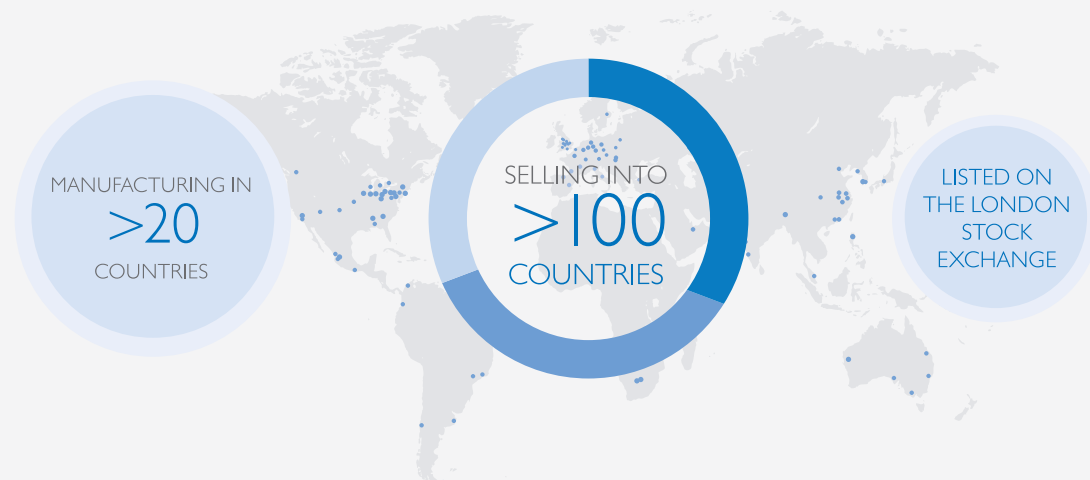 MANUFACTURING IN
>20
COUNTRIES
SELLING INTO
>100
COUNTRIES
LISTED ON
THE LONDON
STOCK
EXCHANGE